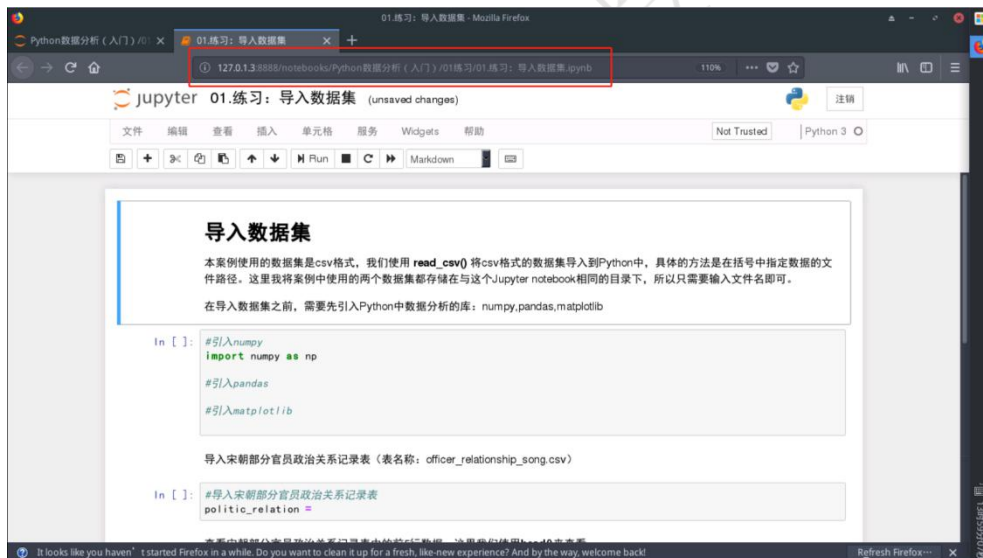 01.练习：导入数据集 - Mozilla Firefox
Python数据分析 ( 入门 ) /0
01.练习：导入数据集
127.0.1.3:8888/notebooks/Python数据分析 ( 入门 ) /01练习/01.练习：导入数据集.ipynb
110%
jupyter 01.练习：导入数据集 (unsaved changes)
注销
文件 编辑 查看 插入 单元格 服务 Widgets 帮助
Not Trusted
Python 3
Run
Markdown
导入数据集
本案例使用的数据集是csv格式，我们使用 read_csv() 将csv格式的数据集导入到Python中，具体的方法是在括号中指定数据的文
件路径。这里我将案例中使用的两个数据集都存储在与这个Jupyter notebook相同的目录下，所以只需要输入文件名即可。
在导入数据集之前，需要先引入Python中数据分析的库：numpy,pandas,matplotlib
In [ ]:
#引入numpy
import numpy as np
#引入pandas
#引入matplotlib
导入宋朝部分官员政治关系记录表（表名称：officer_relationship_song.csv）
In [ ]:
#导入宋朝部分官员政治关系记录表
politic_relation =
It looks like you haven't started Firefox in a while. Do you want to clean it up for a fresh, like-new experience? And by the way, welcome back!
Refresh Firefox...